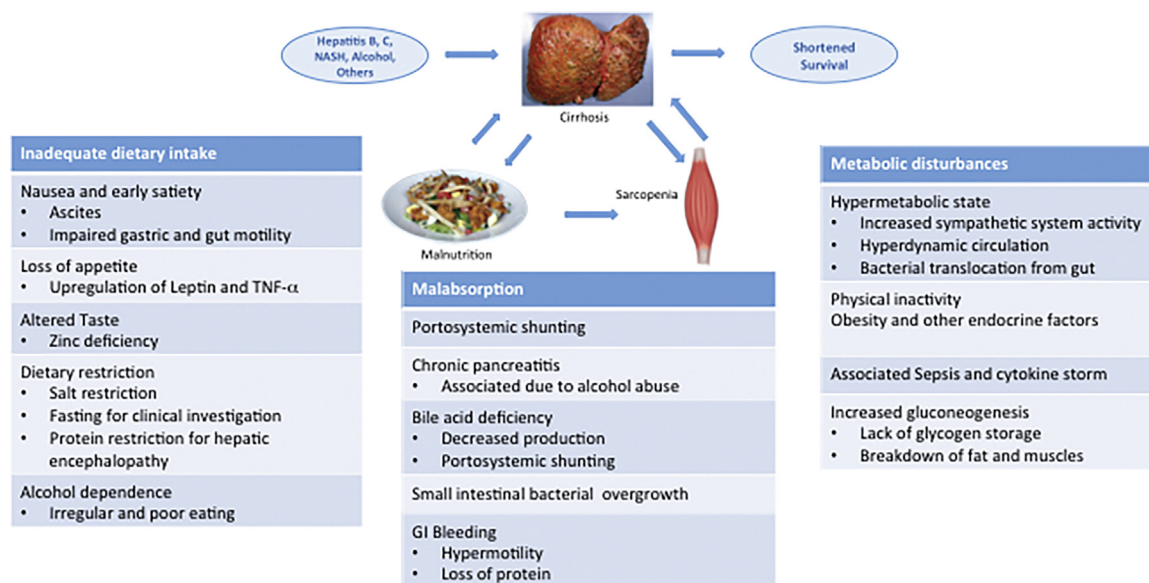 Hepatitis B, C,
NASH, Alcohol,
Others
Cirrhosis
Shortened
Survival
Malnutrition
Sarcopenia
Inadequate dietary intake
Nausea and early satiety
• Ascites
• Impaired gastric and gut motility
Loss of appetite
• Upregulation of Leptin and TNF-α
Altered Taste
• Zinc deficiency
Dietary restriction
• Salt restriction
• Fasting for clinical investigation
• Protein restriction for hepatic
encephalopathy
Alcohol dependence
• Irregular and poor eating
Malabsorption
Portosystemic shunting
Chronic pancreatitis
• Associated due to alcohol abuse
Bile acid deficiency
• Decreased production
• Portosystemic shunting
Small intestinal bacterial overgrowth
GI Bleeding
• Hypermotility
• Loss of protein
Metabolic disturbances
Hypermetabolic state
• Increased sympathetic system activity
• Hyperdynamic circulation
• Bacterial translocation from gut
Physical inactivity
Obesity and other endocrine factors
Associated Sepsis and cytokine storm
Increased gluconeogenesis
• Lack of glycogen storage
• Breakdown of fat and muscles